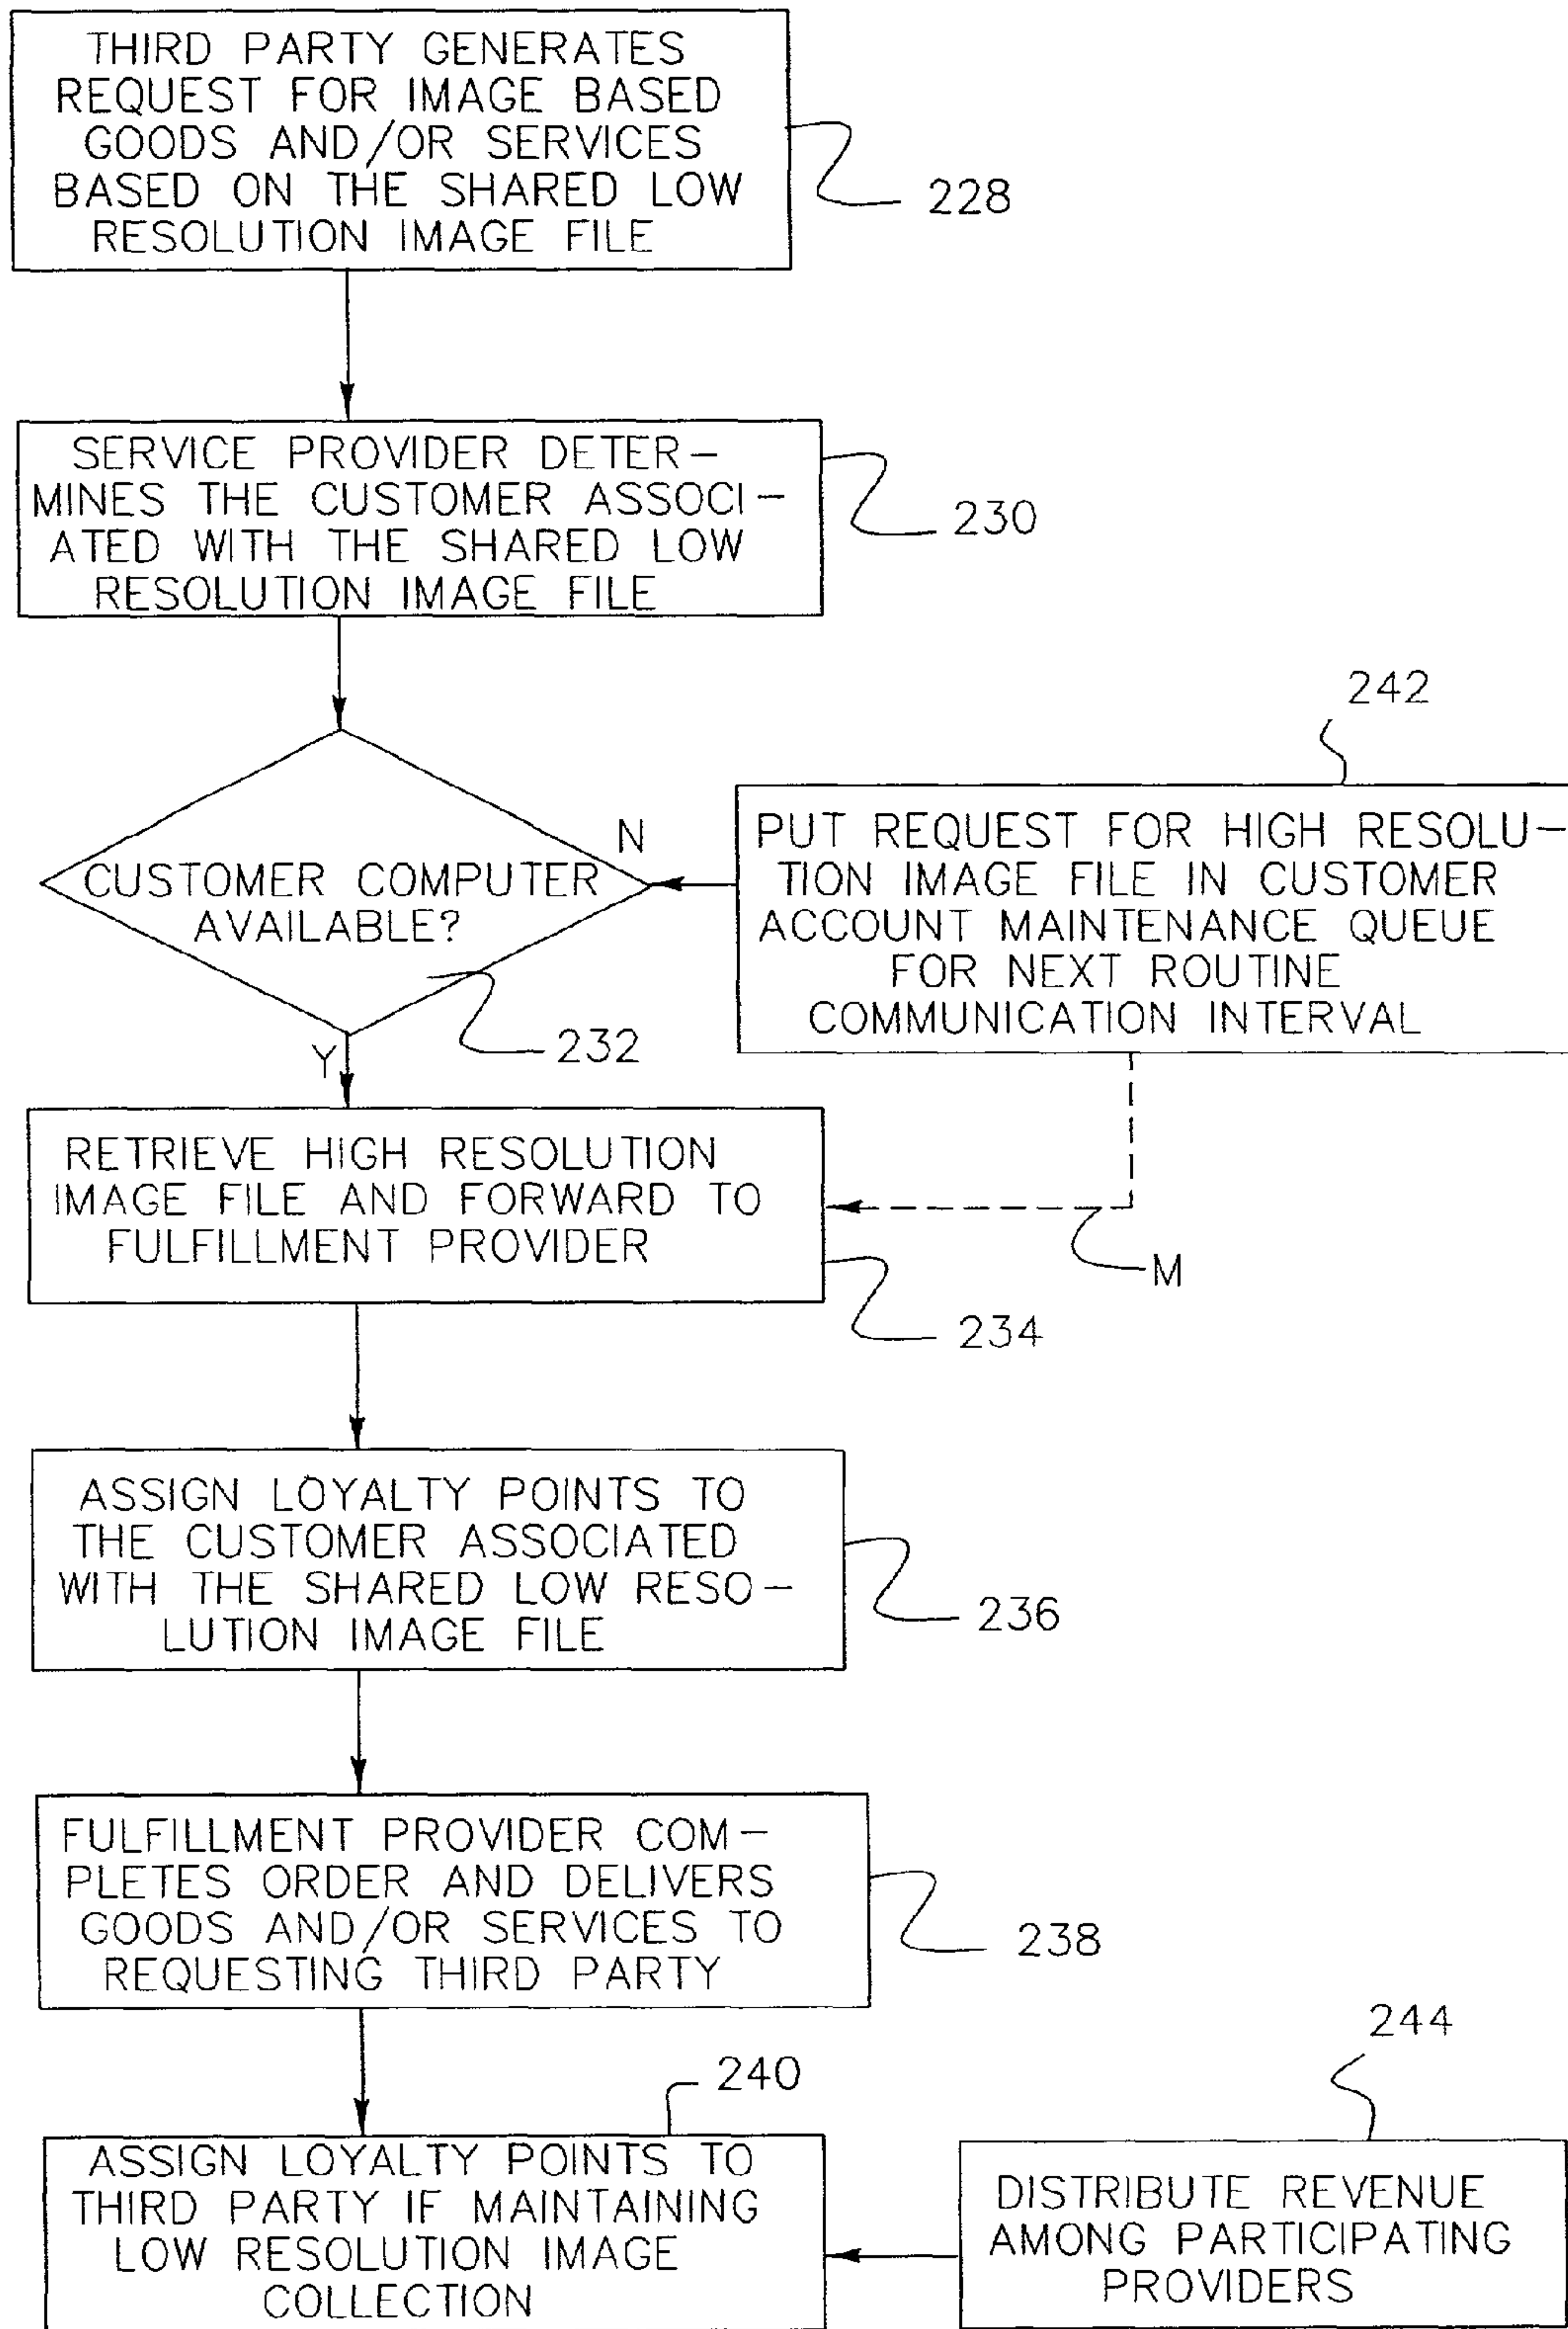 THIRD PARTY GENERATES
REQUEST FOR IMAGE BASED
GOODS AND/OR SERVICES
BASED ON THE SHARED LOW
RESOLUTION IMAGE FILE
228
SERVICE PROVIDER DETER-
MINES THE CUSTOMER ASSOCI-
ATED WITH THE SHARED LOW
RESOLUTION IMAGE FILE
230
CUSTOMER COMPUTER
AVAILABLE?
N
Y
232
242
PUT REQUEST FOR HIGH RESOLU-
TION IMAGE FILE IN CUSTOMER
ACCOUNT MAINTENANCE QUEUE
FOR NEXT ROUTINE
COMMUNICATION INTERVAL
RETRIEVE HIGH RESOLUTION
IMAGE FILE AND FORWARD TO
FULFILLMENT PROVIDER
M
234
ASSIGN LOYALTY POINTS TO
THE CUSTOMER ASSOCIATED
WITH THE SHARED LOW RESO-
LUTION IMAGE FILE
236
FULFILLMENT PROVIDER COM-
PLETES ORDER AND DELIVERS
GOODS AND/OR SERVICES TO
REQUESTING THIRD PARTY
238
240
ASSIGN LOYALTY POINTS TO
THIRD PARTY IF MAINTAINING
LOW RESOLUTION IMAGE
COLLECTION
244
DISTRIBUTE REVENUE
AMONG PARTICIPATING
PROVIDERS